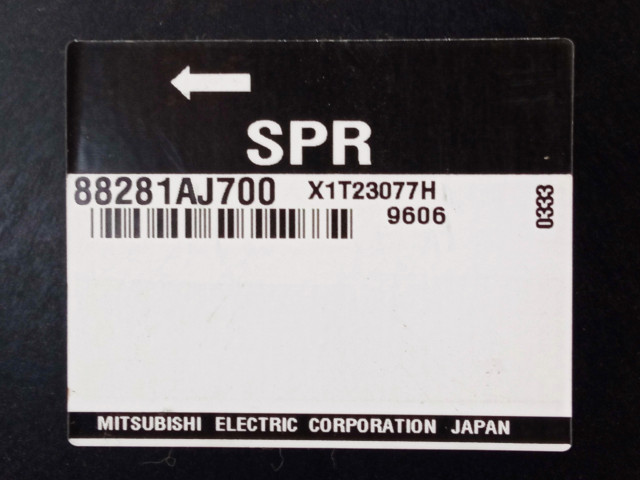 SPR
88281AJ700 X1T23077H
9606
0333
MITSUBISHI ELECTRIC CORPORATION JAPAN